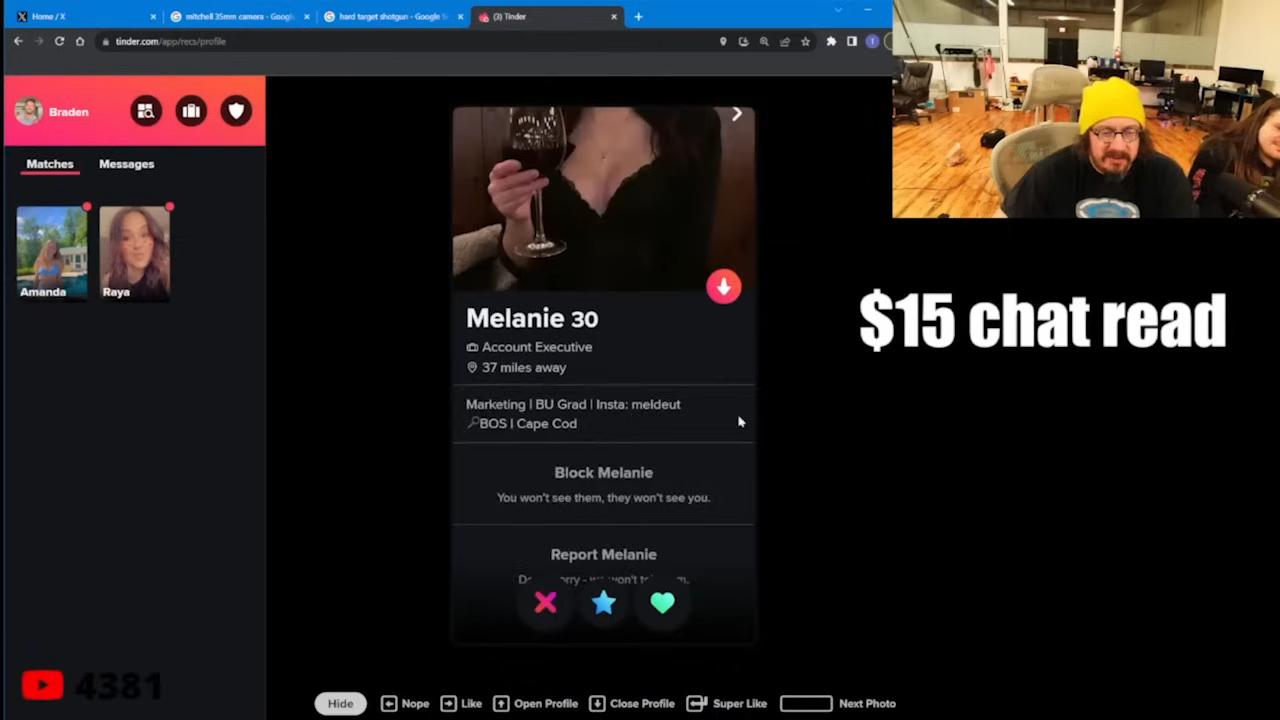 Home / X
mitchell 35mm camera - Googl
hard target shotgun - Google S
(3) Tinder
tinder.com/app/recs/profile
T
Braden
Matches
Messages
Amanda
Raya
Melanie 30
Account Executive
37 miles away
Marketing | BU Grad | Insta: meldeut
BOS | Cape Cod
Block Melanie
You won't see them, they won't see you.
Report Melanie
$15 chat read
4381
Hide
Nope
Like
Open Profile
Close Profile
Super Like
Next Photo